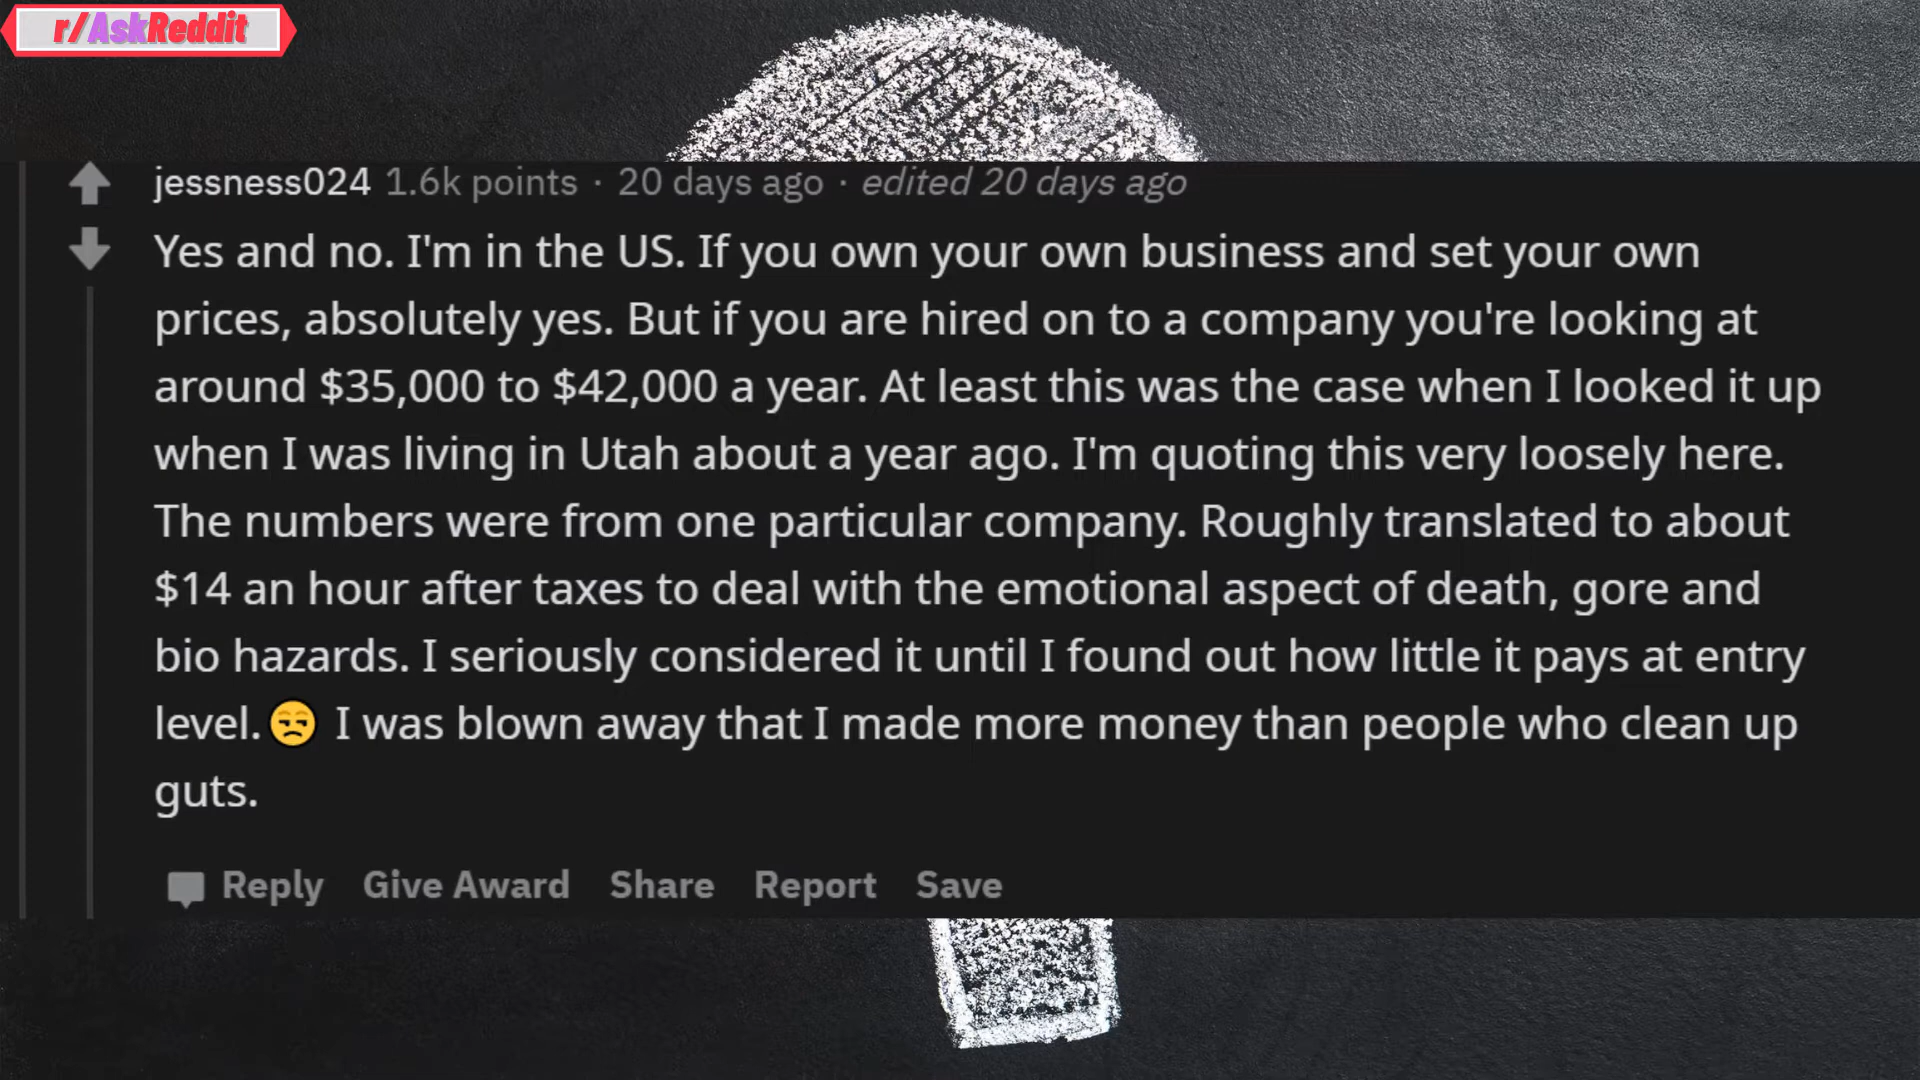 r/AskReddit
jessness024 1.6k points · 20 days ago · edited 20 days ago
Yes and no. I'm in the US. If you own your own business and set your own
prices, absolutely yes. But if you are hired on to a company you're looking at
around $35,000 to $42,000 a year. At least this was the case when I looked it up
when I was living in Utah about a year ago. I'm quoting this very loosely here.
The numbers were from one particular company. Roughly translated to about
$14 an hour after taxes to deal with the emotional aspect of death, gore and
bio hazards. I seriously considered it until I found out how little it pays at entry
level.😒 I was blown away that I made more money than people who clean up
guts.
Reply Give Award Share Report Save